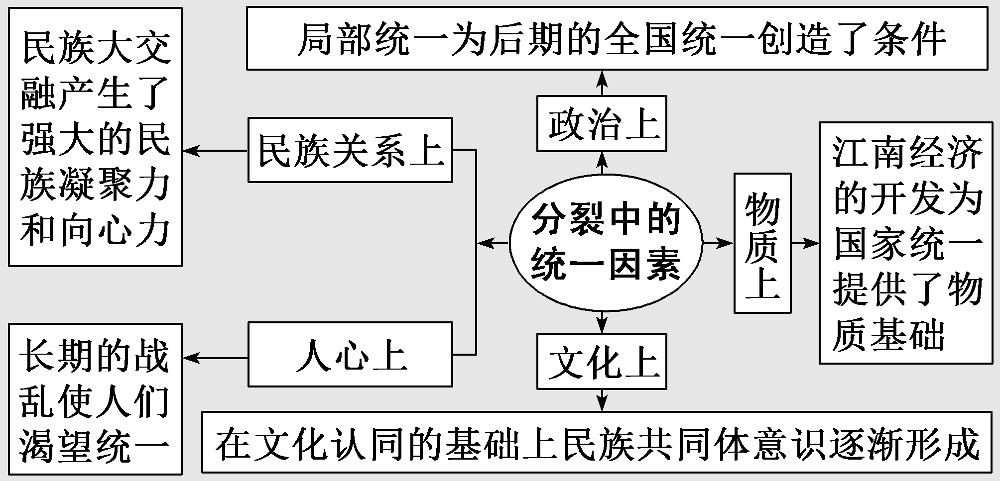 局部统一为后期的全国统一创造了条件
民族大交
融产生了
强大的民
族凝聚力
和向心力
民族关系上
政治上
分裂中的
统一因素
物
质
上
江南经济
的开发为
国家统一
提供了物
质基础
长期的战
乱使人们
渴望统一
人心上
文化上
在文化认同的基础上民族共同体意识逐渐形成